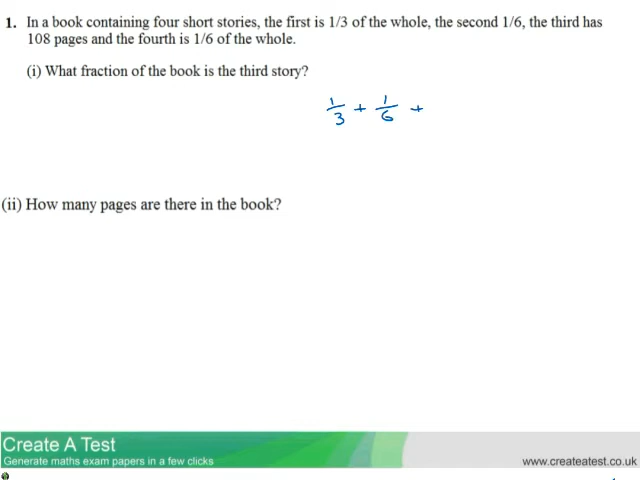 1. In a book containing four short stories, the first is 1/3 of the whole, the second 1/6, the third has
108 pages and the fourth is 1/6 of the whole.
(i) What fraction of the book is the third story?
1/3 + 1/6 +
(ii) How many pages are there in the book?
Create A Test
Generate maths exam papers in a few clicks
www.createatest.co.uk